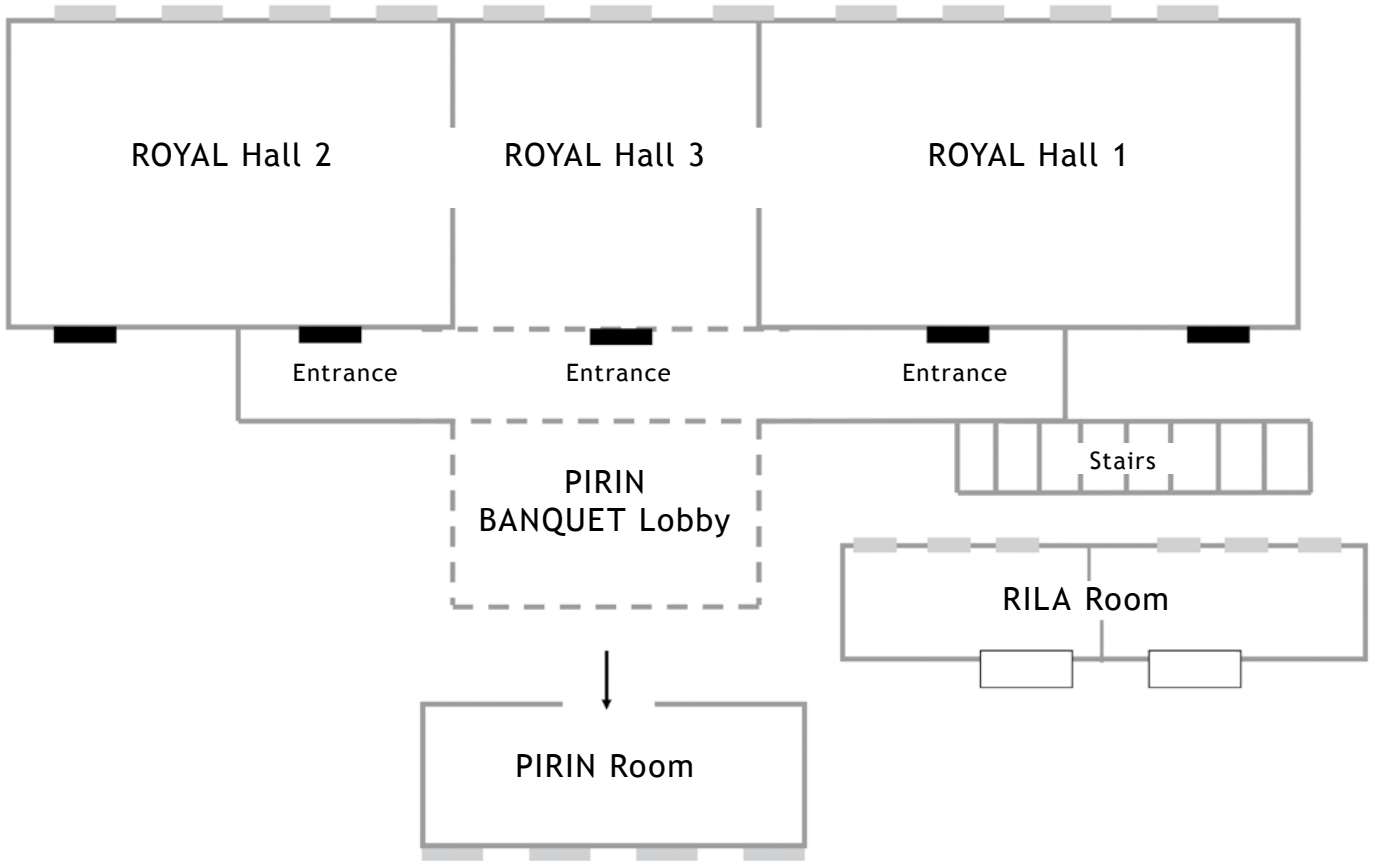 ROYAL Hall 2
ROYAL Hall 3
ROYAL Hall 1
Entrance
Entrance
Entrance
PIRIN
BANQUET Lobby
Stairs
RILA Room
PIRIN Room